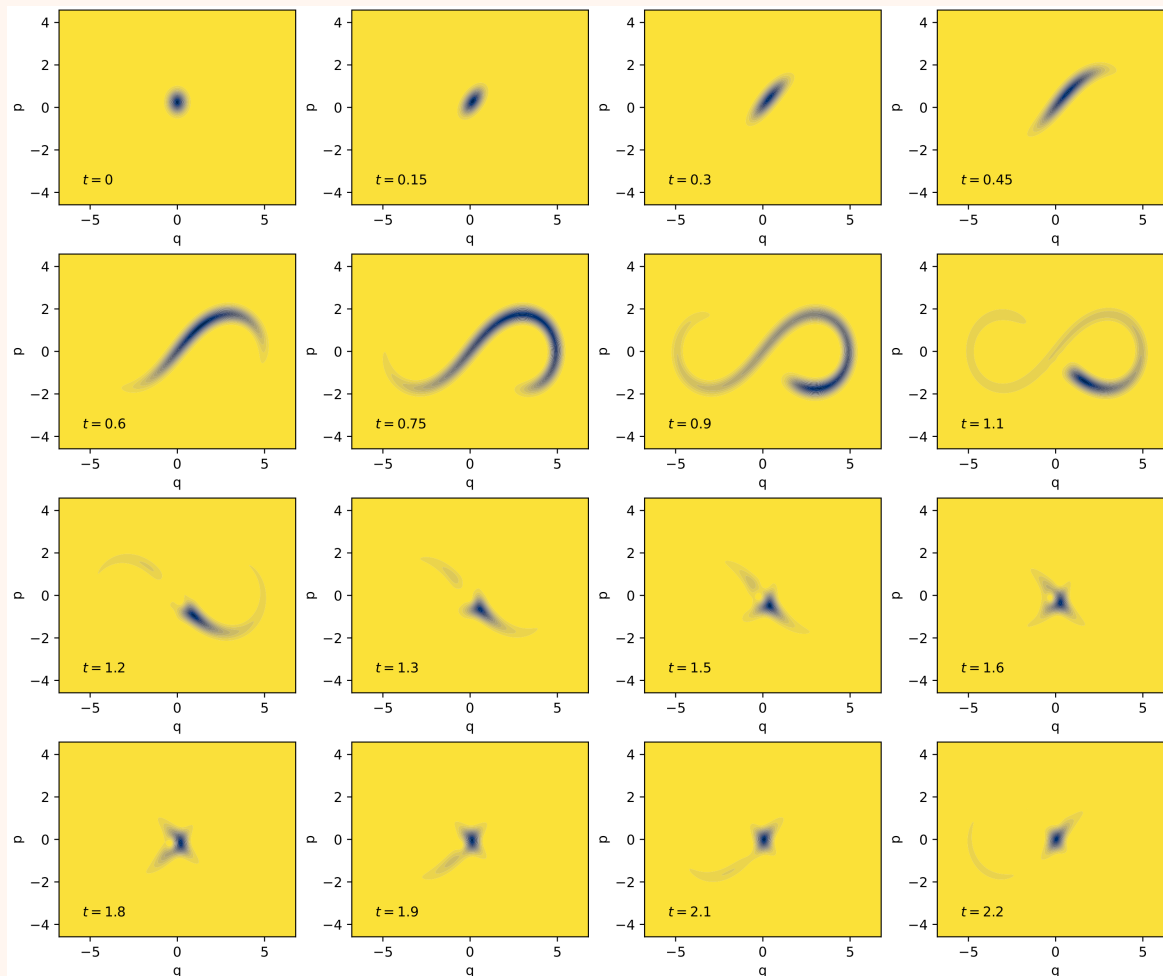 4
2
0
−2
−4
p
t = 0
−5 0 5
q
4
2
0
−2
−4
p
t = 0.15
−5 0 5
q
4
2
0
−2
−4
p
t = 0.3
−5 0 5
q
4
2
0
−2
−4
p
t = 0.45
−5 0 5
q
4
2
0
−2
−4
p
t = 0.6
−5 0 5
q
4
2
0
−2
−4
p
t = 0.75
−5 0 5
q
4
2
0
−2
−4
p
t = 0.9
−5 0 5
q
4
2
0
−2
−4
p
t = 1.1
−5 0 5
q
4
2
0
−2
−4
p
t = 1.2
−5 0 5
q
4
2
0
−2
−4
p
t = 1.3
−5 0 5
q
4
2
0
−2
−4
p
t = 1.5
−5 0 5
q
4
2
0
−2
−4
p
t = 1.6
−5 0 5
q
4
2
0
−2
−4
p
t = 1.8
−5 0 5
q
4
2
0
−2
−4
p
t = 1.9
−5 0 5
q
4
2
0
−2
−4
p
t = 2.1
−5 0 5
q
4
2
0
−2
−4
p
t = 2.2
−5 0 5
q